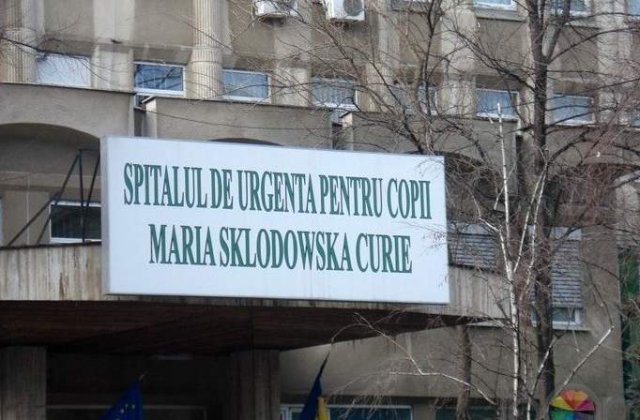 SPITALUL DE URGENTA PENTRU COPII
MARIA SKLODOWSKA CURIE